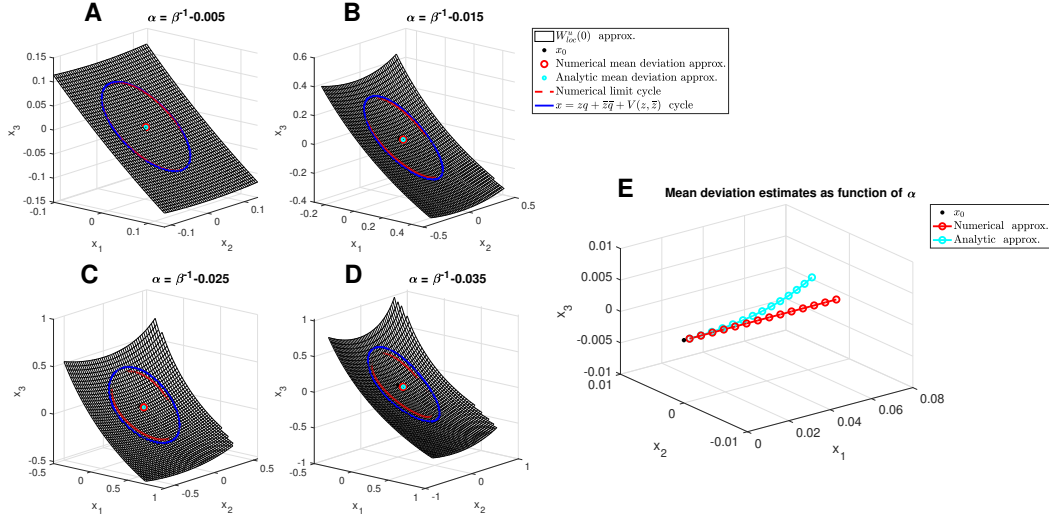 A
α = β⁻¹-0.005
0.15
0.1
0.05
0
-0.05
-0.1
-0.15
x₃
-0.1
0
0.1
x₁
-0.1
0
0.1
x₂
B
α = β⁻¹-0.015
0.6
0.4
0.2
0
-0.2
-0.4
x₃
-0.2
0
0.2
0.4
x₁
-0.5
0
0.5
x₂
W^u_{loc}(0) approx.
x₀
Numerical mean deviation approx.
Analytic mean deviation approx.
Numerical limit cycle
x = zq + z̅q̅ + V(z, z̅) cycle
C
α = β⁻¹-0.025
1
0.5
0
-0.5
x₃
-0.5
0
0.5
1
x₁
-0.5
0
0.5
x₂
D
α = β⁻¹-0.035
1
0.5
0
-0.5
-1
x₃
-1
0
1
x₁
-1
0
1
x₂
E
Mean deviation estimates as function of α
0.01
0.005
0
-0.005
-0.01
x₃
0.01
0
-0.01
x₂
0
0.02
0.04
0.06
0.08
x₁
x₀
Numerical approx.
Analytic approx.